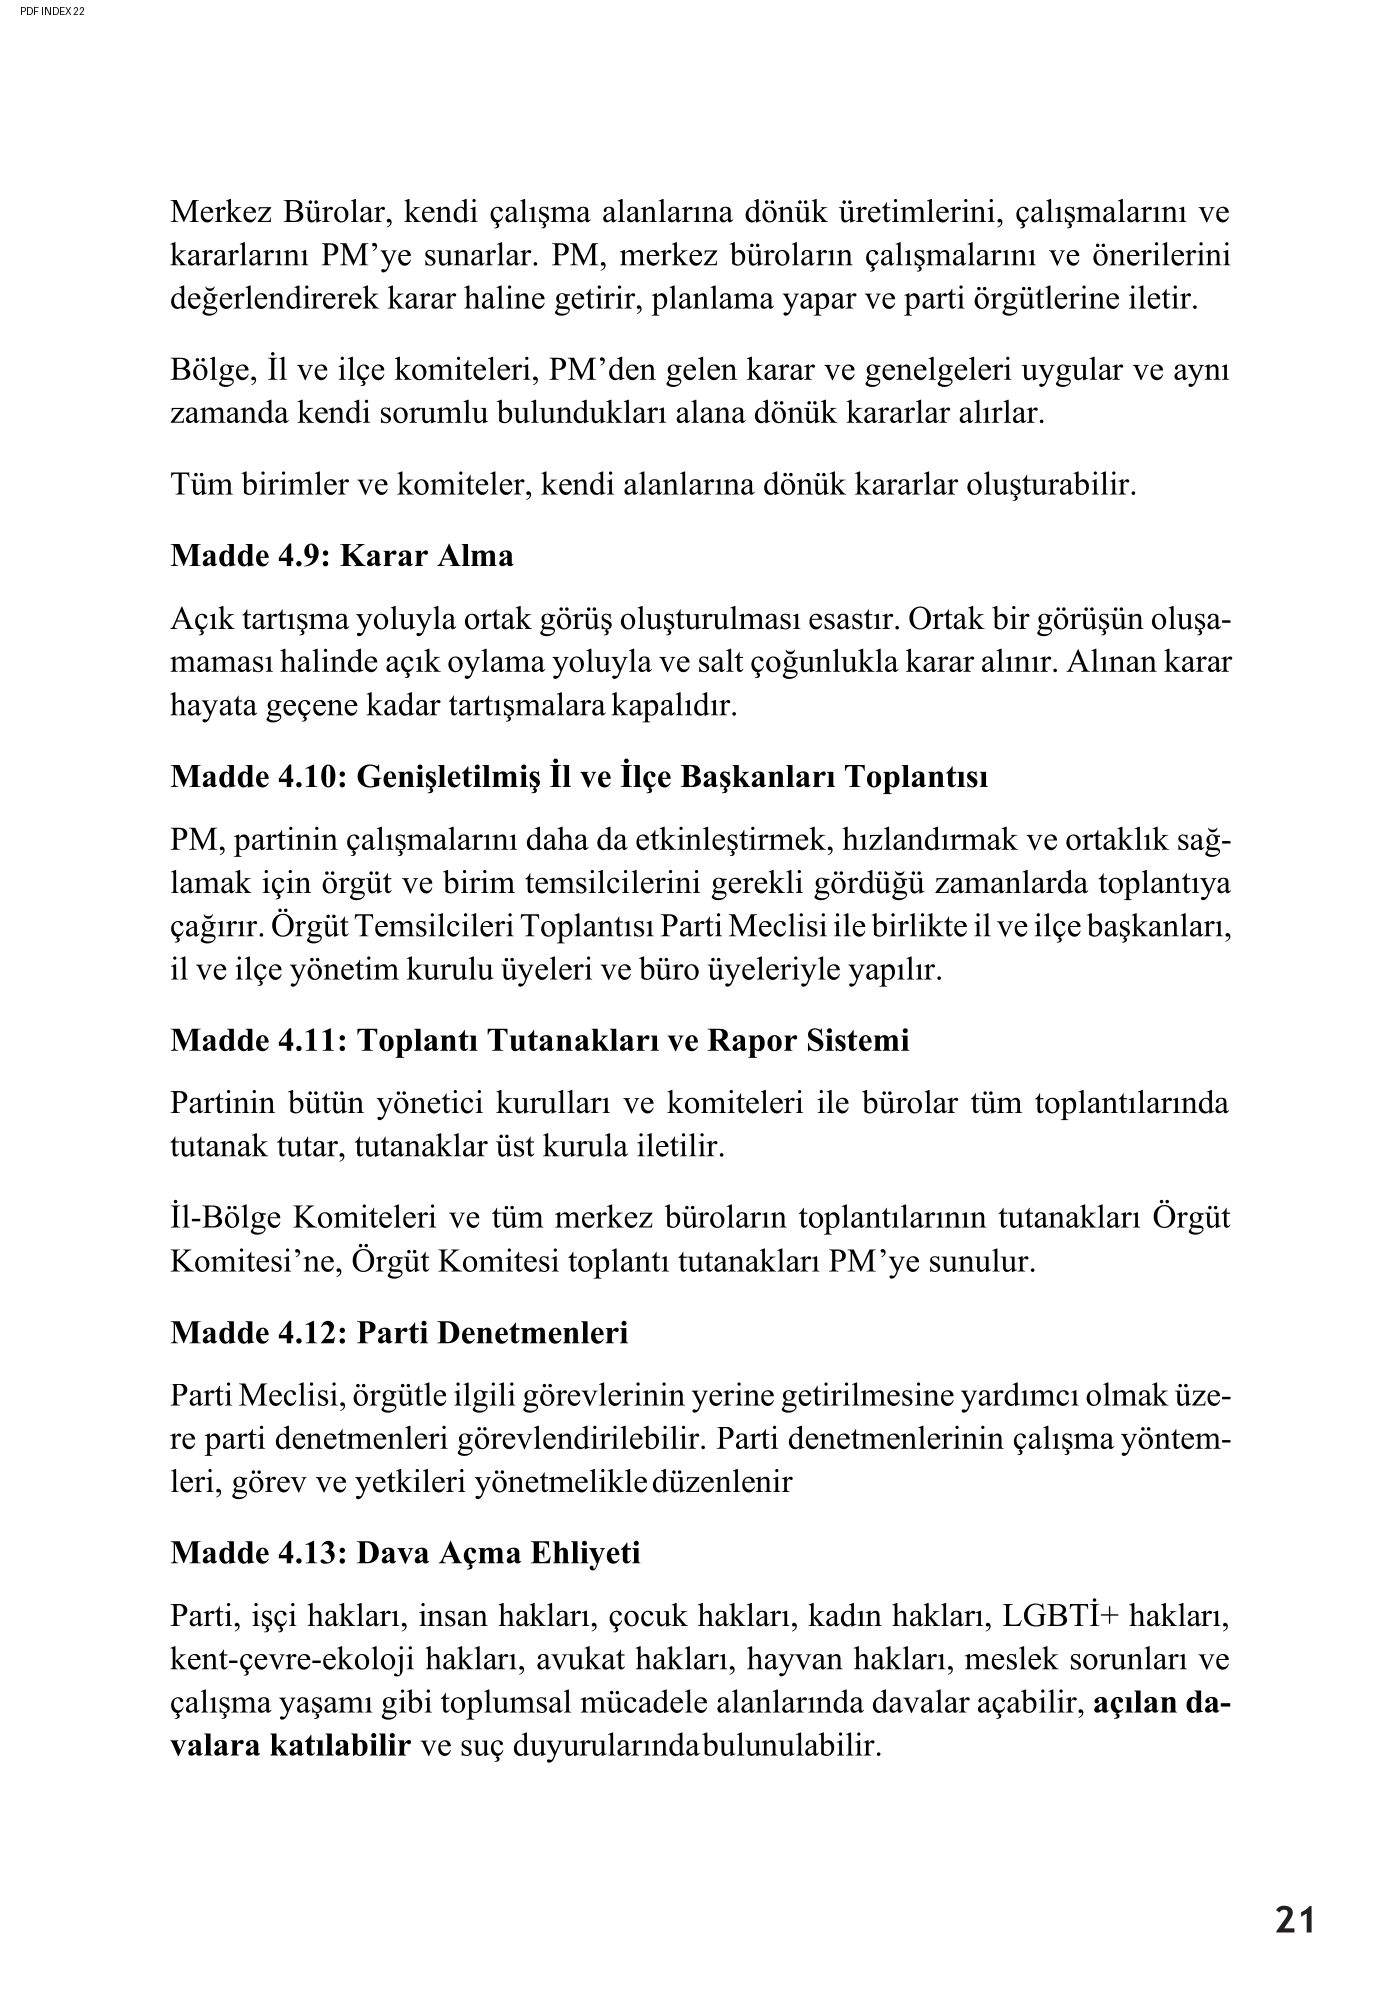 PDF INDEX 22
Merkez Bürolar, kendi çalışma alanlarına dönük üretimlerini, çalışmalarını ve
kararlarını PM’ye sunarlar. PM, merkez büroların çalışmalarını ve önerilerini
değerlendirerek karar haline getirir, planlama yapar ve parti örgütlerine iletir.
Bölge, İl ve ilçe komiteleri, PM’den gelen karar ve genelgeleri uygular ve aynı
zamanda kendi sorumlu bulundukları alana dönük kararlar alırlar.
Tüm birimler ve komiteler, kendi alanlarına dönük kararlar oluşturabilir.
Madde 4.9: Karar Alma
Açık tartışma yoluyla ortak görüş oluşturulması esastır. Ortak bir görüşün oluşa-
maması halinde açık oylama yoluyla ve salt çoğunlukla karar alınır. Alınan karar
hayata geçene kadar tartışmalara kapalıdır.
Madde 4.10: Genişletilmiş İl ve İlçe Başkanları Toplantısı
PM, partinin çalışmalarını daha da etkinleştirmek, hızlandırmak ve ortaklık sağ-
lamak için örgüt ve birim temsilcilerini gerekli gördüğü zamanlarda toplantıya
çağırır. Örgüt Temsilcileri Toplantısı Parti Meclisi ile birlikte il ve ilçe başkanları,
il ve ilçe yönetim kurulu üyeleri ve büro üyeleriyle yapılır.
Madde 4.11: Toplantı Tutanakları ve Rapor Sistemi
Partinin bütün yönetici kurulları ve komiteleri ile bürolar tüm toplantılarında
tutanak tutar, tutanaklar üst kurula iletilir.
İl-Bölge Komiteleri ve tüm merkez büroların toplantılarının tutanakları Örgüt
Komitesi’ne, Örgüt Komitesi toplantı tutanakları PM’ye sunulur.
Madde 4.12: Parti Denetmenleri
Parti Meclisi, örgütle ilgili görevlerinin yerine getirilmesine yardımcı olmak üze-
re parti denetmenleri görevlendirilebilir. Parti denetmenlerinin çalışma yöntem-
leri, görev ve yetkileri yönetmelikle düzenlenir
Madde 4.13: Dava Açma Ehliyeti
Parti, işçi hakları, insan hakları, çocuk hakları, kadın hakları, LGBTİ+ hakları,
kent-çevre-ekoloji hakları, avukat hakları, hayvan hakları, meslek sorunları ve
çalışma yaşamı gibi toplumsal mücadele alanlarında davalar açabilir, açılan da-
valara katılabilir ve suç duyurularında bulunulabilir.
21